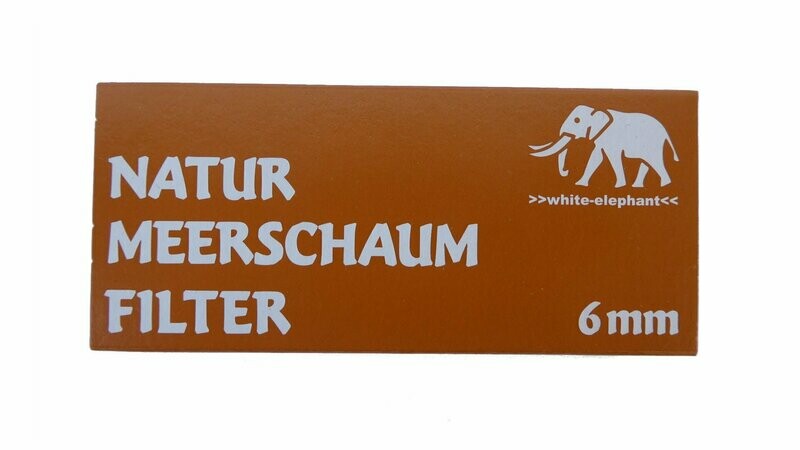 NATUR
MEERSCHAUM
FILTER
>>white-elephant<<
6mm